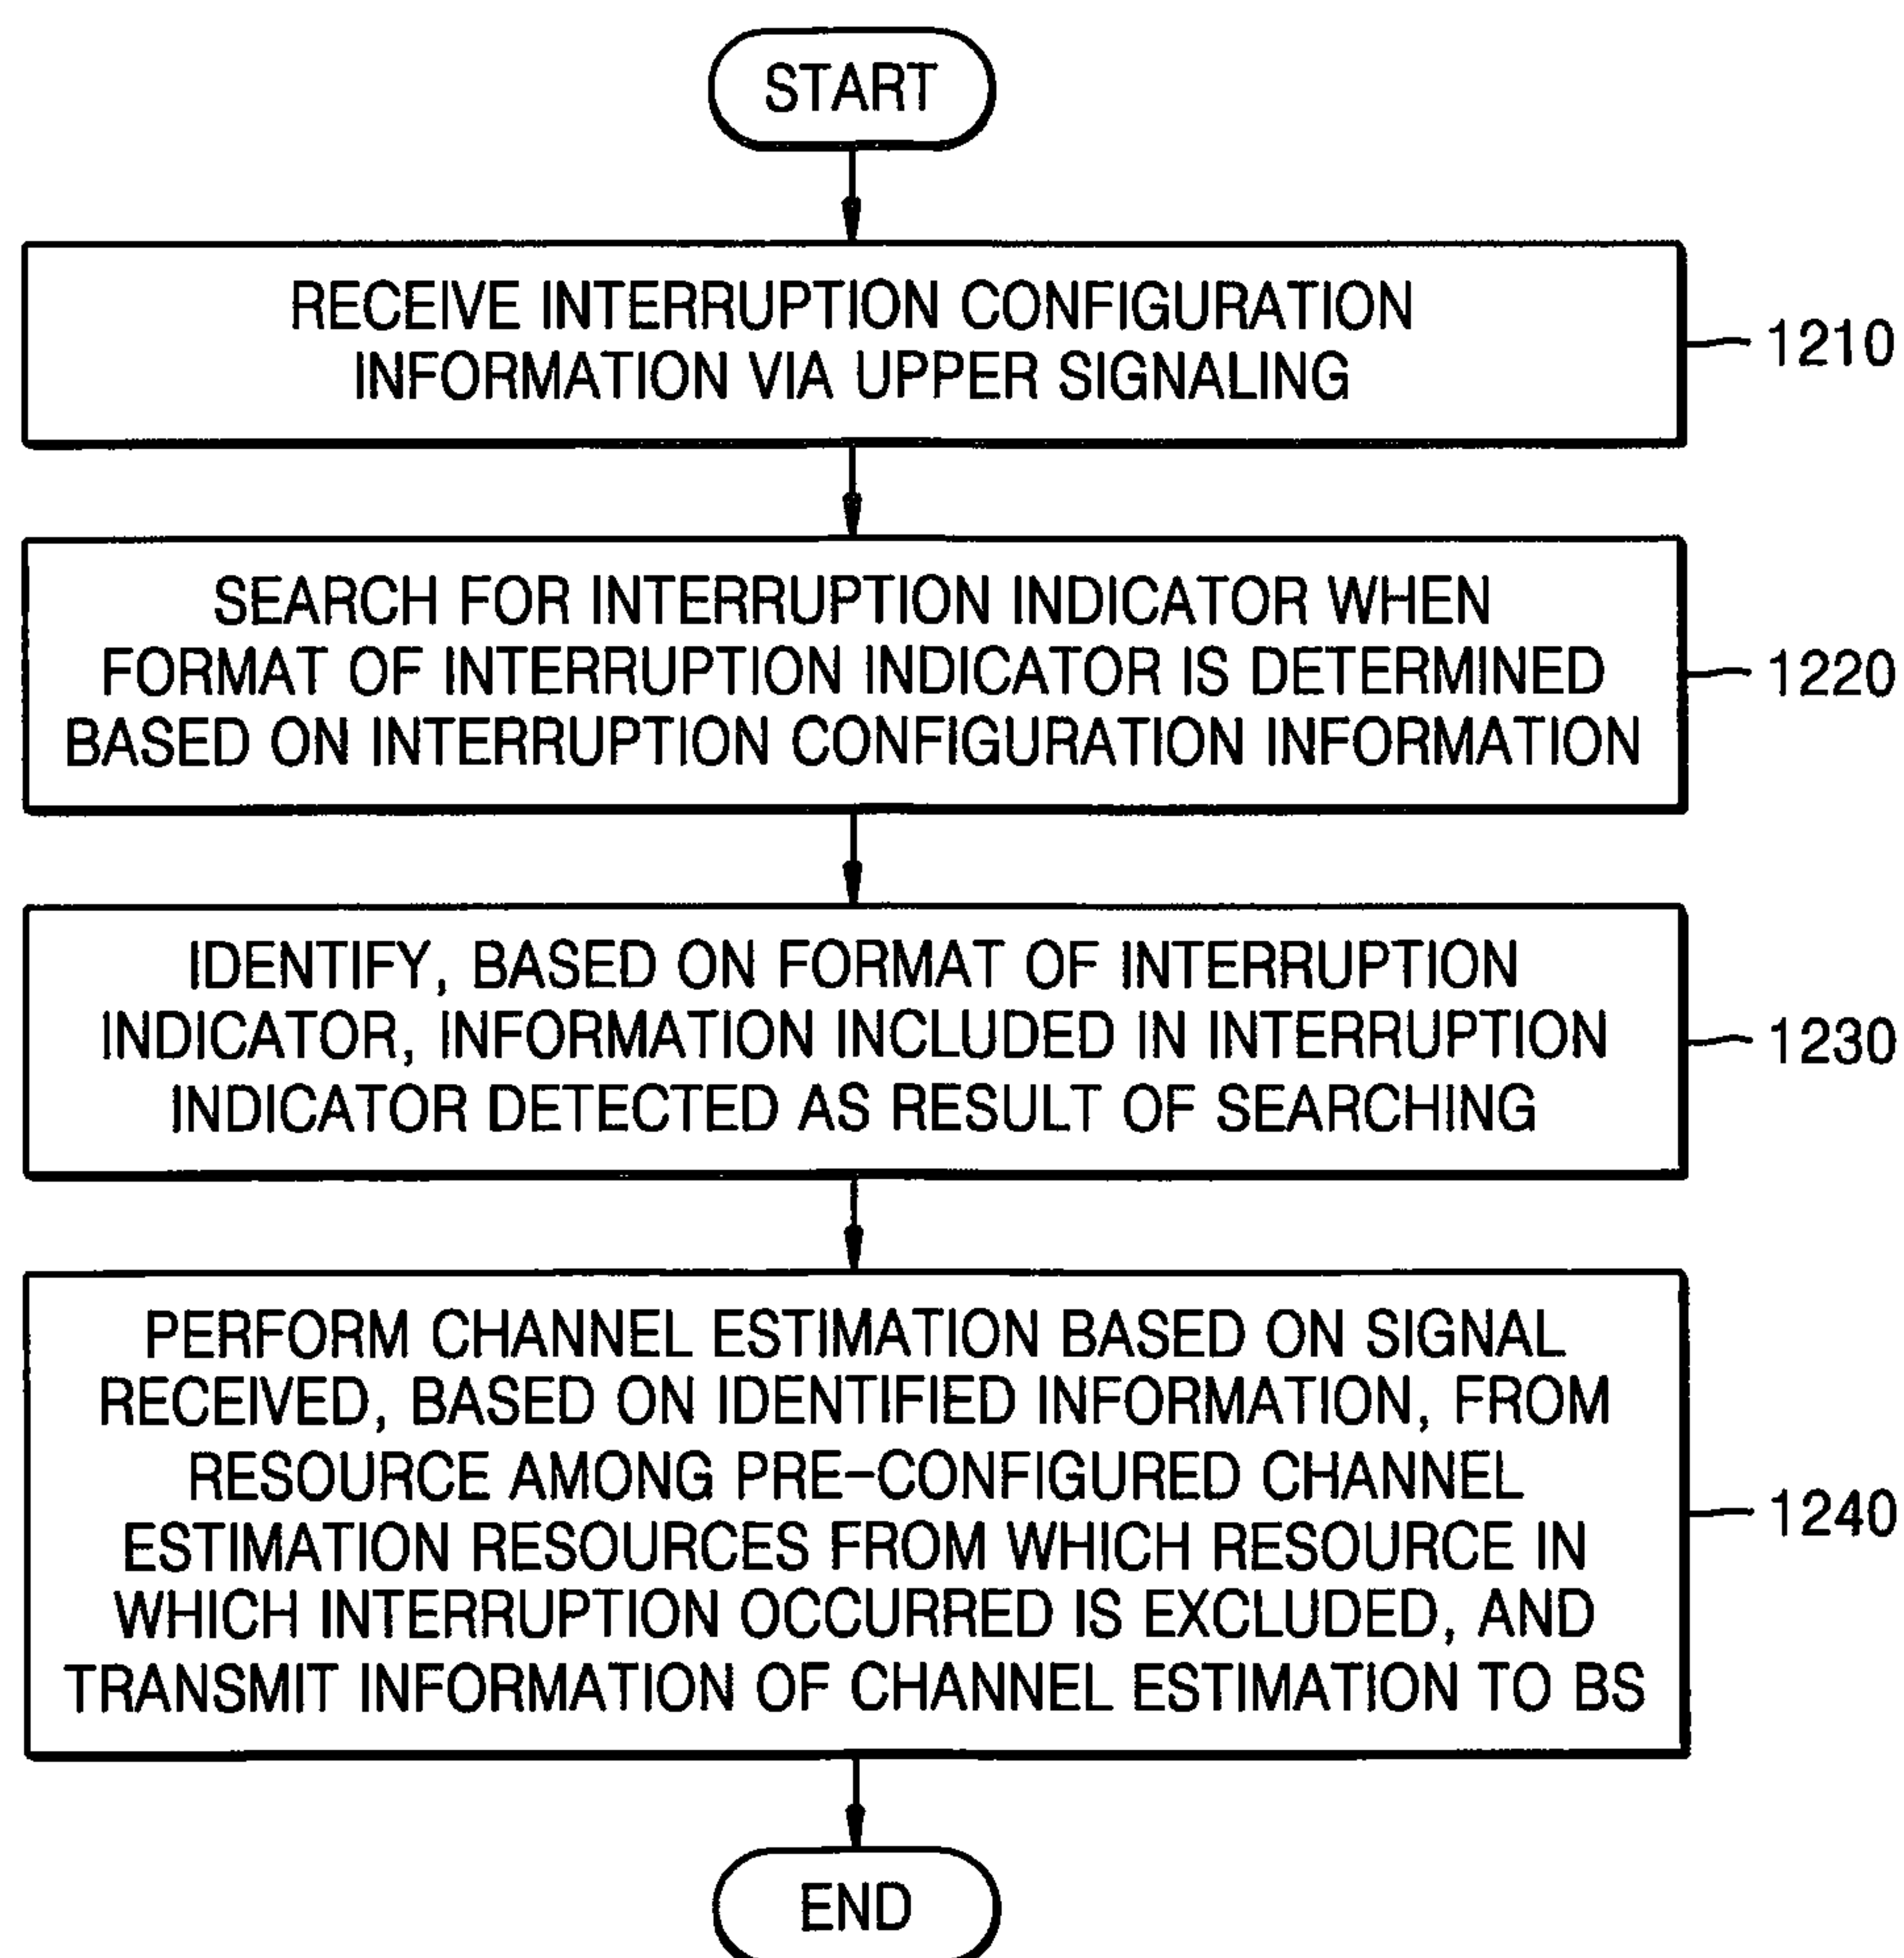 START
RECEIVE INTERRUPTION CONFIGURATION
INFORMATION VIA UPPER SIGNALING
1210
SEARCH FOR INTERRUPTION INDICATOR WHEN
FORMAT OF INTERRUPTION INDICATOR IS DETERMINED
BASED ON INTERRUPTION CONFIGURATION INFORMATION
1220
IDENTIFY, BASED ON FORMAT OF INTERRUPTION
INDICATOR, INFORMATION INCLUDED IN INTERRUPTION
INDICATOR DETECTED AS RESULT OF SEARCHING
1230
PERFORM CHANNEL ESTIMATION BASED ON SIGNAL
RECEIVED, BASED ON IDENTIFIED INFORMATION, FROM
RESOURCE AMONG PRE-CONFIGURED CHANNEL
ESTIMATION RESOURCES FROM WHICH RESOURCE IN
WHICH INTERRUPTION OCCURRED IS EXCLUDED, AND
TRANSMIT INFORMATION OF CHANNEL ESTIMATION TO BS
1240
END